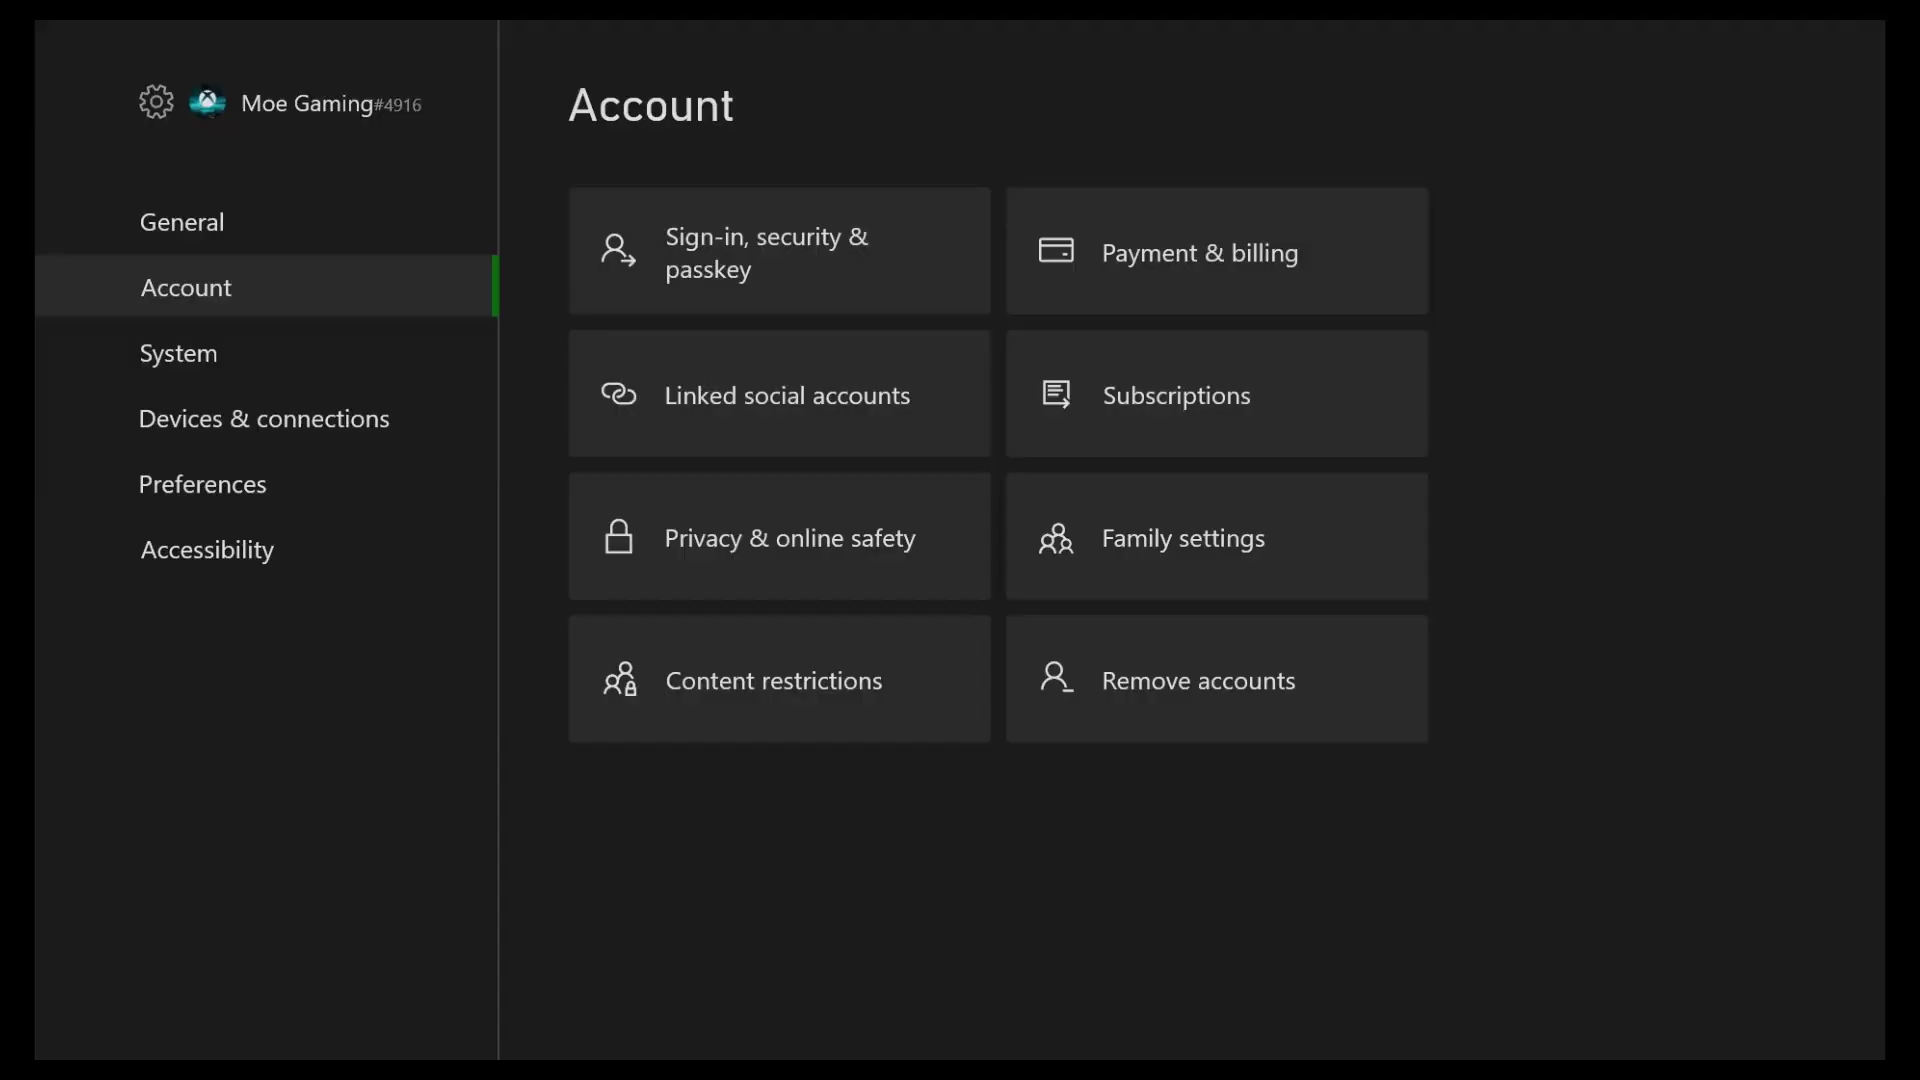 Moe Gaming#4916
General
Account
System
Devices & connections
Preferences
Accessibility
Account
Sign-in, security &
passkey
Payment & billing
Linked social accounts
Subscriptions
Privacy & online safety
Family settings
Content restrictions
Remove accounts